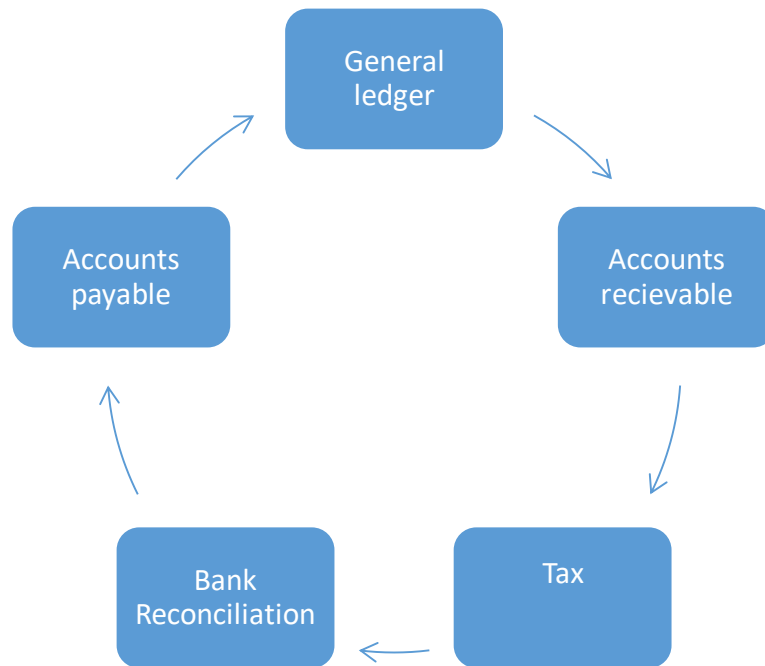 General
ledger
Accounts
recievable
Tax
Bank
Reconciliation
Accounts
payable